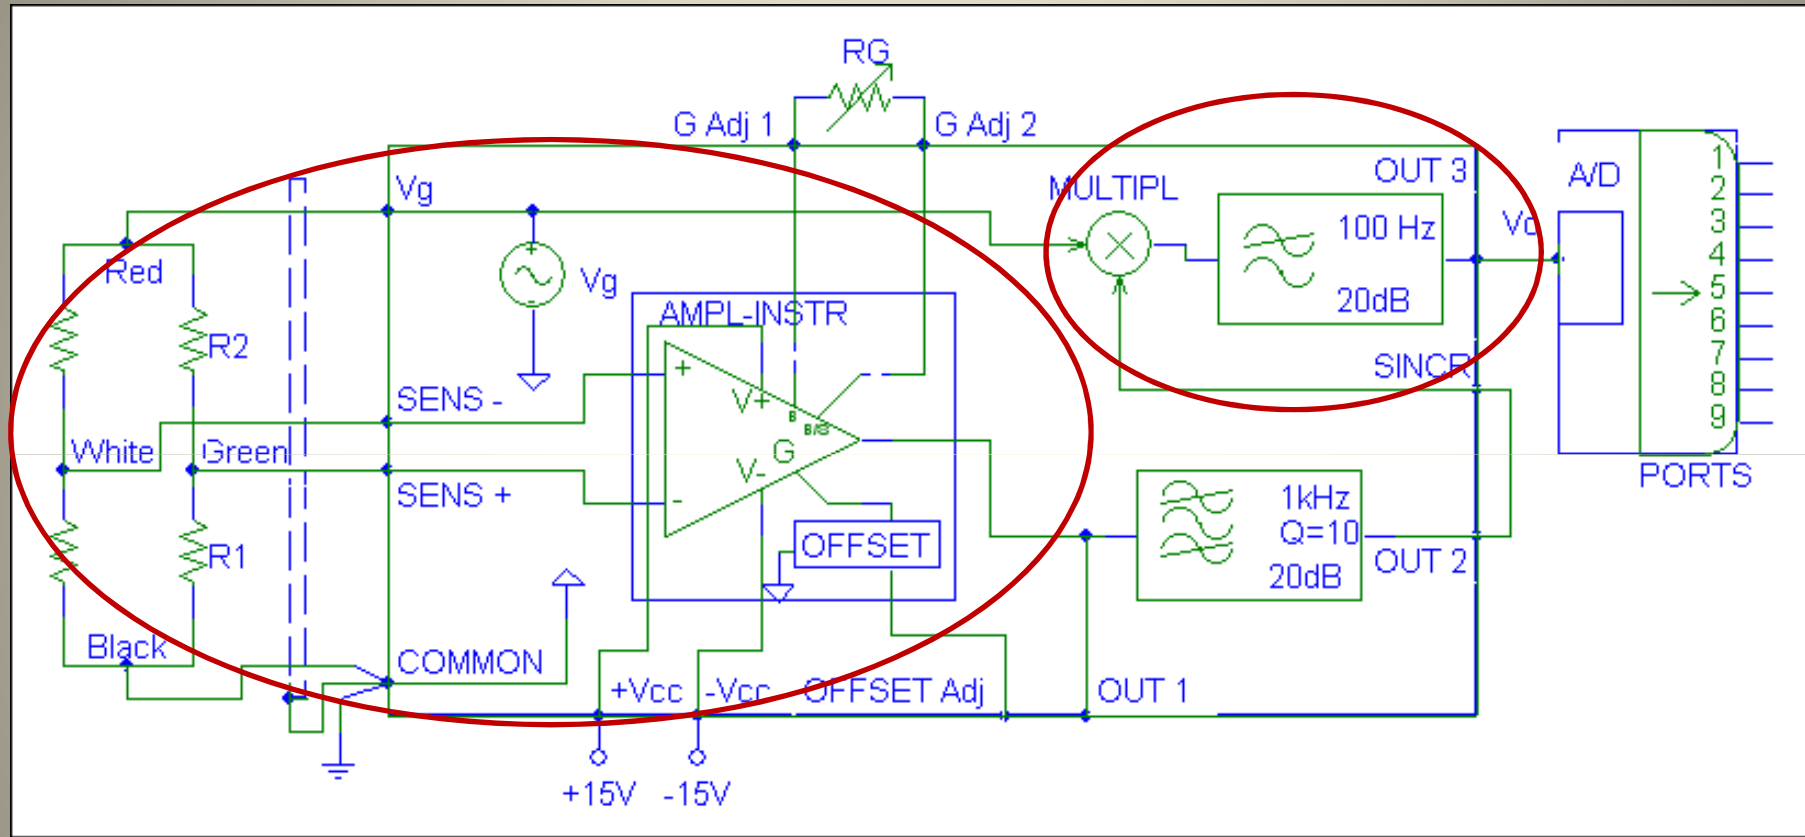 RG
G Adj 1
G Adj 2
Vg
MULTIPL
OUT 3
A/D
1
2
3
4
5
6
7
8
9
100 Hz
20dB
Red
Vg
AMPL-INSTR
R2
SENS -
+
V+
B
SINCR
White
Green
G
V-
SENS +
-
PORTS
1kHz
Q=10
20dB
OUT 2
R1
OFFSET
Black
COMMON
+Vcc
-Vcc
OFFSET Adj
OUT 1
+15V
-15V